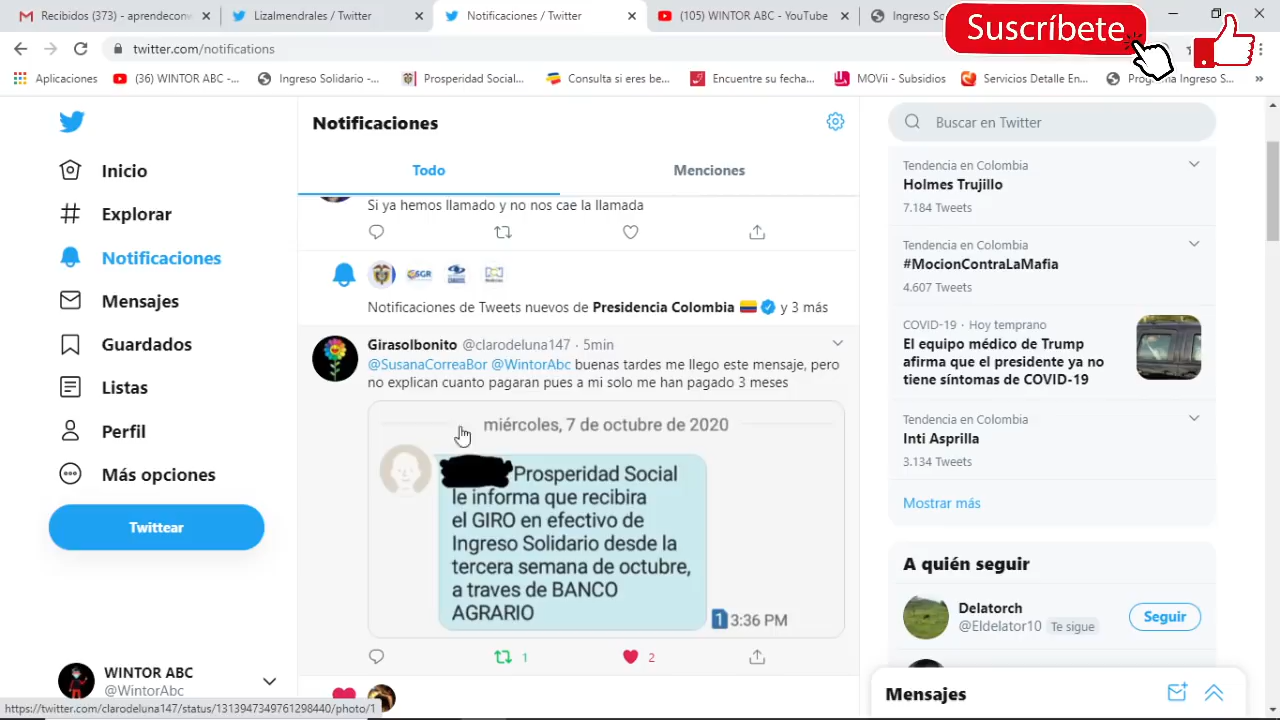 Recibidos (373) - aprendecon
LizaImendrales / Twitter
Notificaciones / Twitter
(105) WINTOR ABC - YouTube
Ingreso So
Suscríbete
twitter.com/notifications
Aplicaciones
(36) WINTOR ABC -...
Ingreso Solidario -...
Prosperidad Social...
Consulta si eres be...
Encuentre su fecha...
MOVii - Subsidios
Servicios Detalle En...
Programa Ingreso S...
Inicio
Explorar
Notificaciones
Mensajes
Guardados
Listas
Perfil
Más opciones
Twittear
WINTOR ABC
@WintorAbc
Notificaciones
Todo
Menciones
Si ya hemos llamado y no nos cae la llamada
SGR
Notificaciones de Tweets nuevos de Presidencia Colombia y 3 más
Girasolbonito @clarodeluna147 · 5min
@SusanaCorreaBor @WintorAbc buenas tardes me llego este mensaje, pero
no explican cuanto pagaran pues a mi solo me han pagado 3 meses
miércoles, 7 de octubre de 2020
Prosperidad Social
le informa que recibira
el GIRO en efectivo de
Ingreso Solidario desde la
tercera semana de octubre,
a traves de BANCO
AGRARIO
1 3:36 PM
1
2
Buscar en Twitter
Tendencia en Colombia
Holmes Trujillo
7.184 Tweets
Tendencia en Colombia
#MocionContraLaMafia
4.607 Tweets
COVID-19 · Hoy temprano
El equipo médico de Trump
afirma que el presidente ya no
tiene síntomas de COVID-19
Tendencia en Colombia
Inti Asprilla
3.134 Tweets
Mostrar más
A quién seguir
Delatorch
@Eldelator10 Te sigue
Seguir
Mensajes
https://twitter.com/clarodeluna147/status/1313947549761298440/photo/1